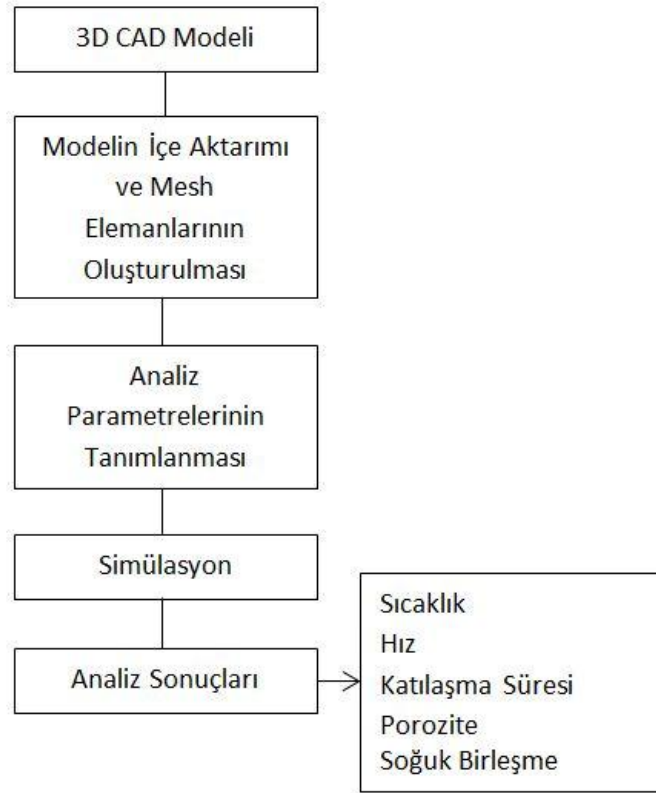 3D CAD Modeli
Modelin İçe Aktarımı
ve Mesh
Elemanlarının
Oluşturulması
Analiz
Parametrelerinin
Tanımlanması
Simülasyon
Analiz Sonuçları
Sıcaklık
Hız
Katılaşma Süresi
Porozite
Soğuk Birleşme